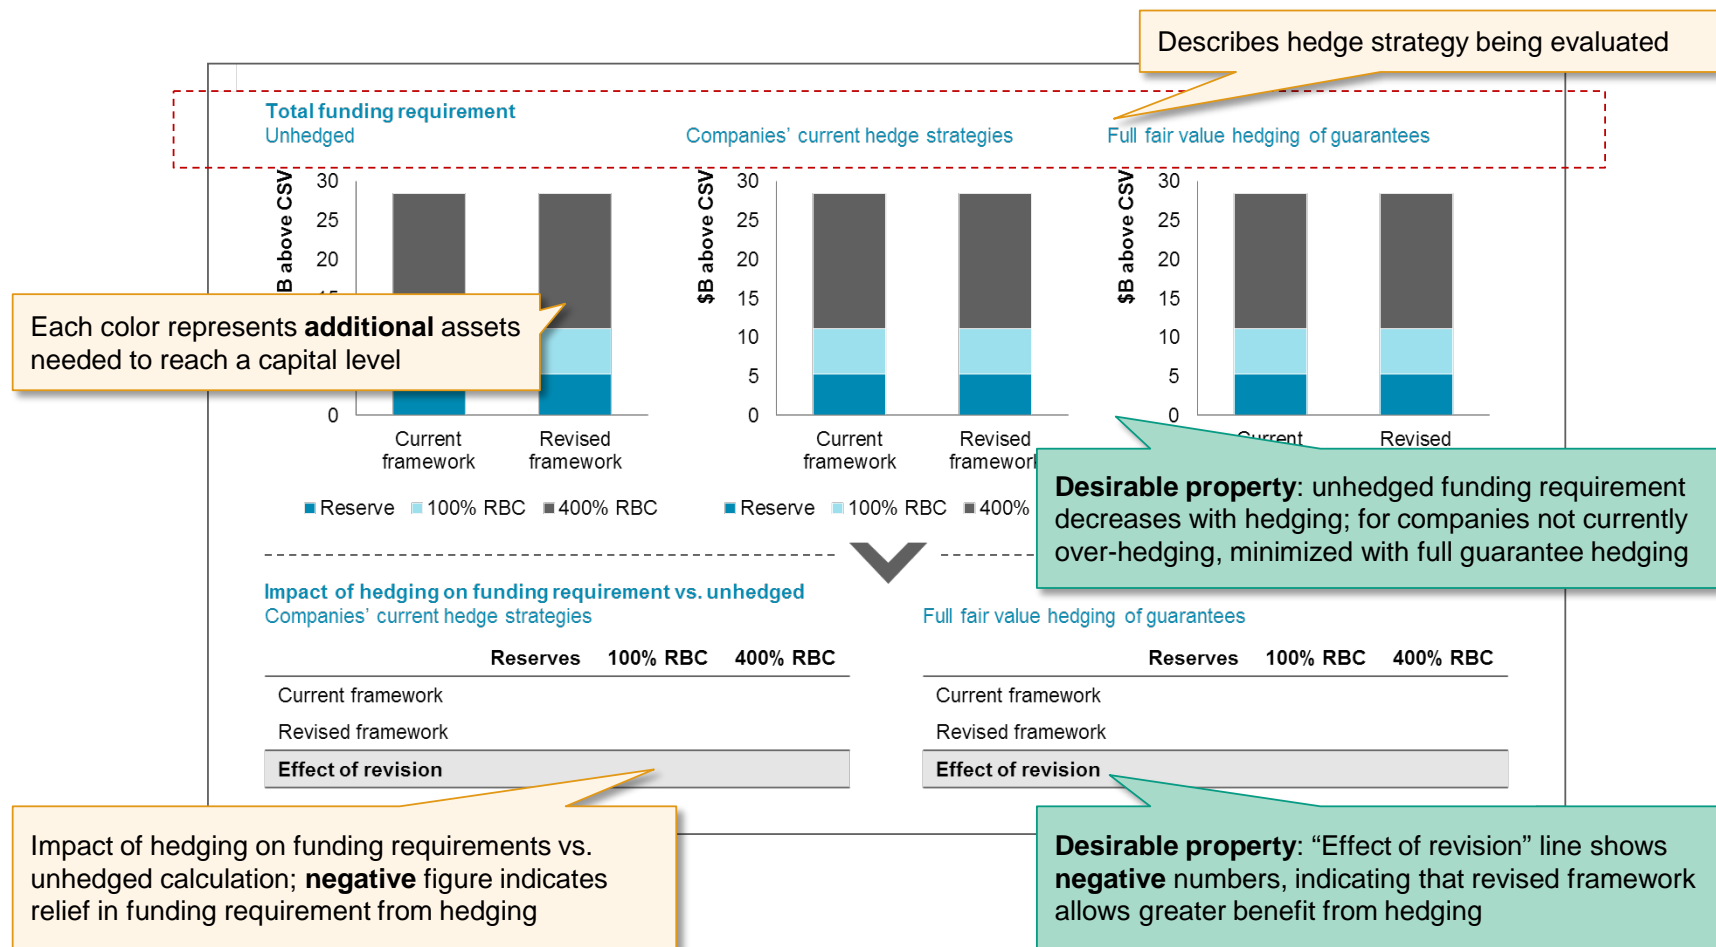 Describes hedge strategy being evaluated
Total funding requirement
Unhedged
Companies' current hedge strategies
Full fair value hedging of guarantees
$B above CSV
30
25
20
15
10
5
0
Current framework
Revised framework
Reserve 100% RBC 400% RBC
$B above CSV
30
25
20
15
10
5
0
Current framework
Revised framework
Reserve 100% RBC 400%
$B above CSV
30
25
20
15
10
5
0
Current
Revised
Each color represents additional assets
needed to reach a capital level
Desirable property: unhedged funding requirement
decreases with hedging; for companies not currently
over-hedging, minimized with full guarantee hedging
Impact of hedging on funding requirement vs. unhedged
Companies' current hedge strategies
Reserves 100% RBC 400% RBC
Current framework
Revised framework
Effect of revision
Full fair value hedging of guarantees
Reserves 100% RBC 400% RBC
Current framework
Revised framework
Effect of revision
Impact of hedging on funding requirements vs.
unhedged calculation; negative figure indicates
relief in funding requirement from hedging
Desirable property: “Effect of revision” line shows
negative numbers, indicating that revised framework
allows greater benefit from hedging